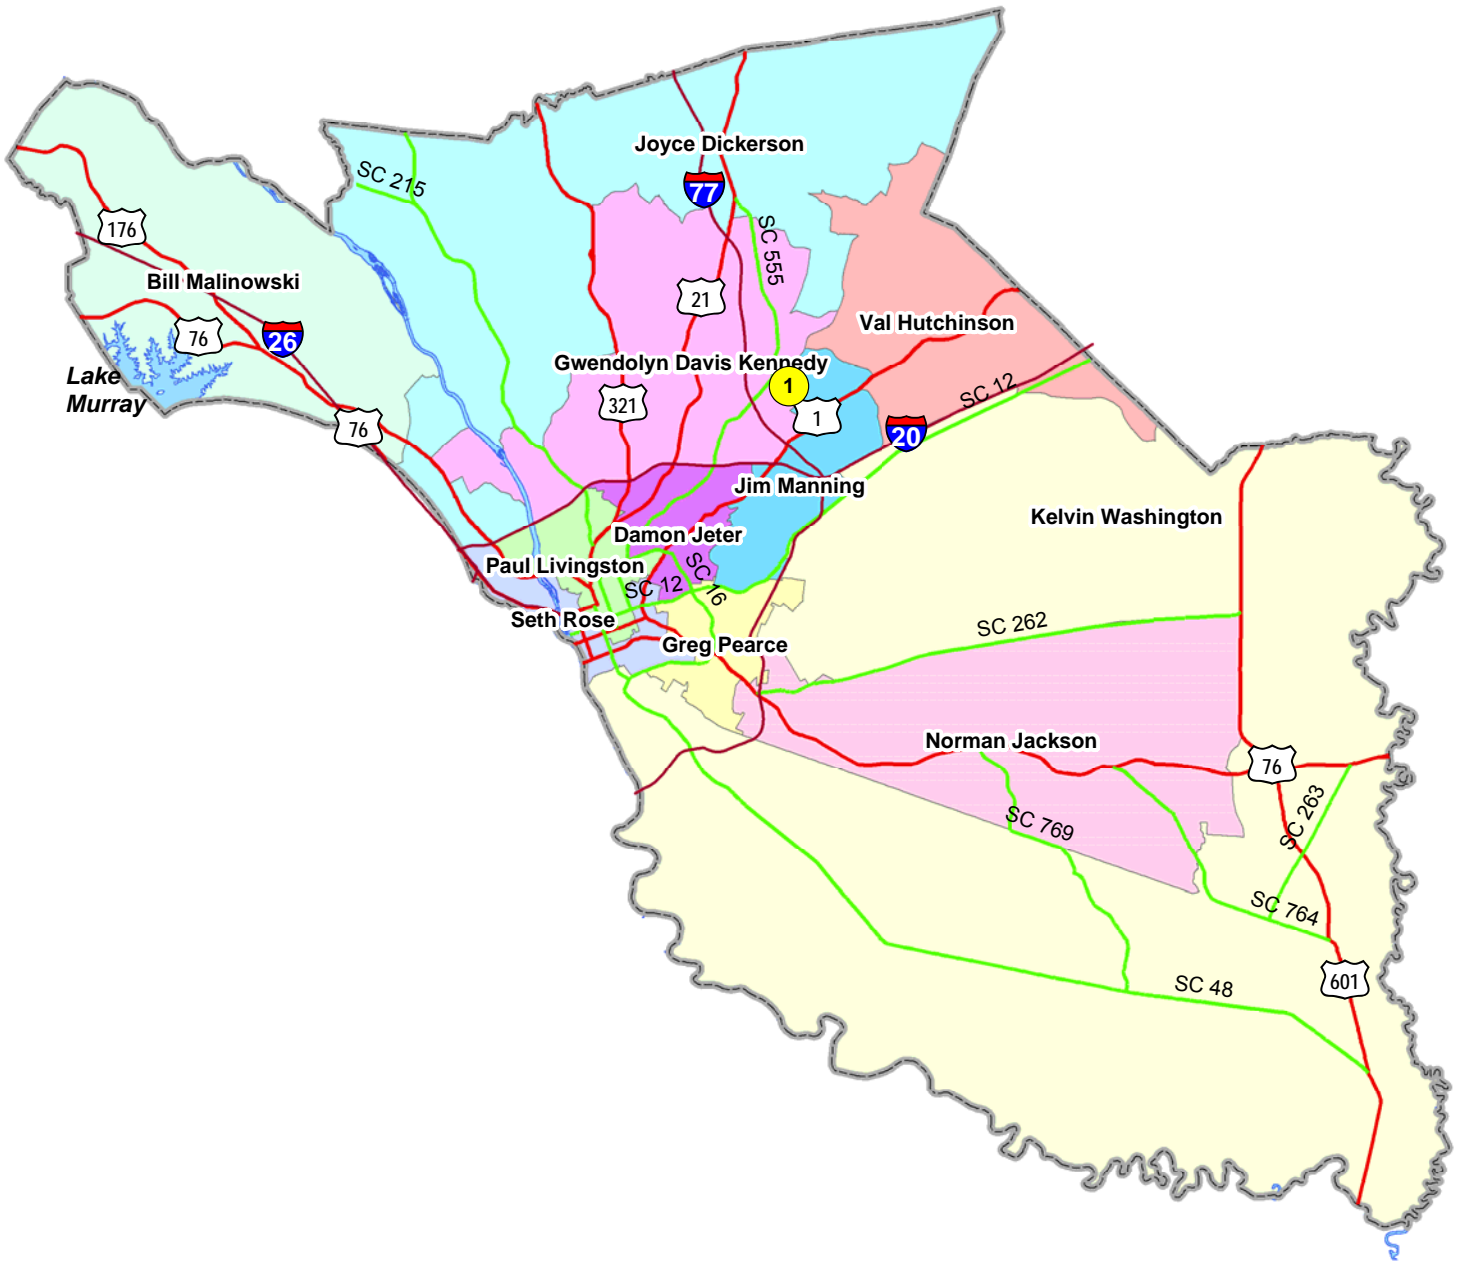 Joyce Dickerson
SC 215
77
176
SC 555
Bill Malinowski
21
Val Hutchinson
76
26
Gwendolyn Davis Kennedy
Lake
Murray
1
SC 12
321
1
76
20
Jim Manning
Kelvin Washington
Damon Jeter
Paul Livingston
SC 16
SC 12
Seth Rose
SC 262
Greg Pearce
Norman Jackson
76
SC 263
SC 769
SC 764
601
SC 48